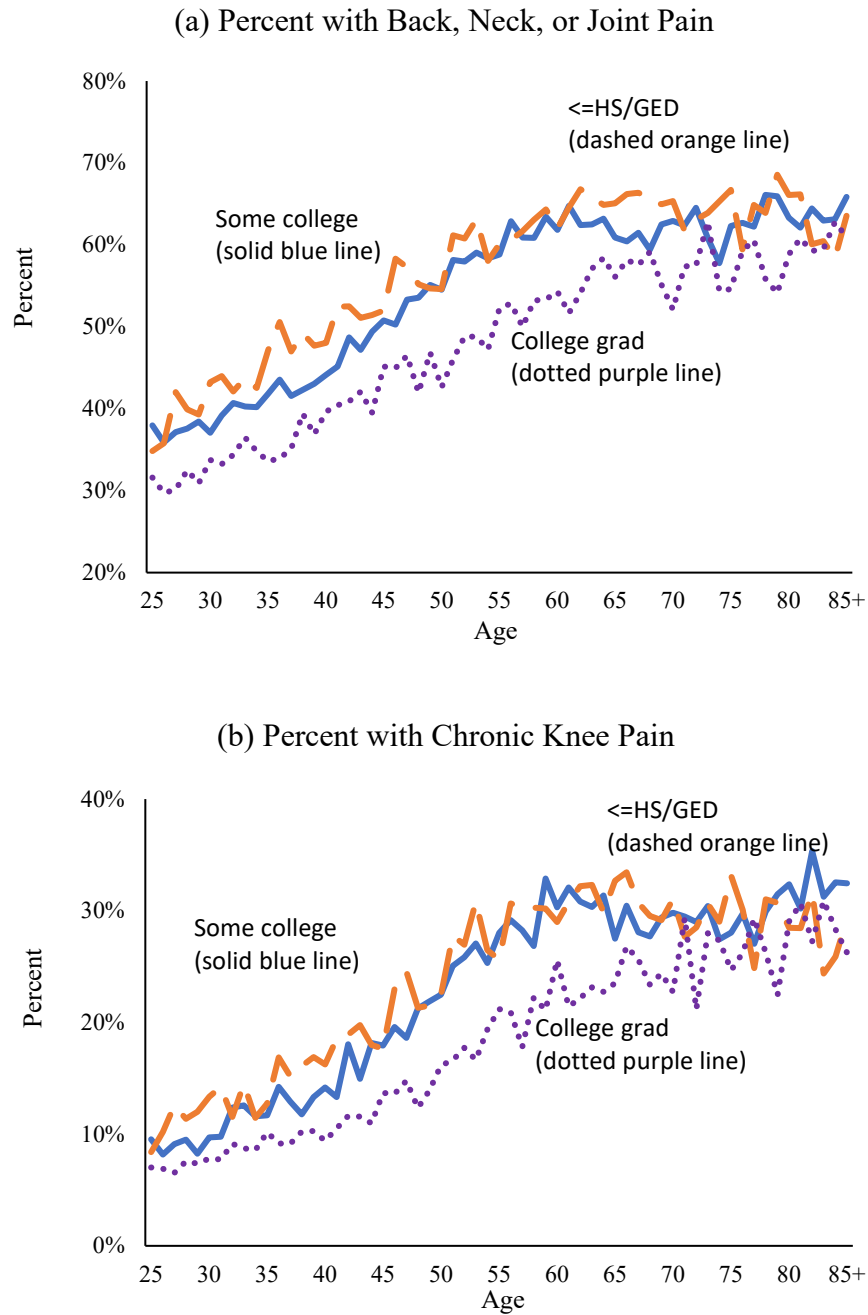 (a) Percent with Back, Neck, or Joint Pain
80%
<=HS/GED
(dashed orange line)
70%
Some college
(solid blue line)
60%
Percent
50%
College grad
(dotted purple line)
40%
30%
20%
25 30 35 40 45 50 55 60 65 70 75 80 85+
Age
(b) Percent with Chronic Knee Pain
40%
<=HS/GED
(dashed orange line)
30%
Some college
(solid blue line)
Percent
20%
College grad
(dotted purple line)
10%
0%
25 30 35 40 45 50 55 60 65 70 75 80 85+
Age